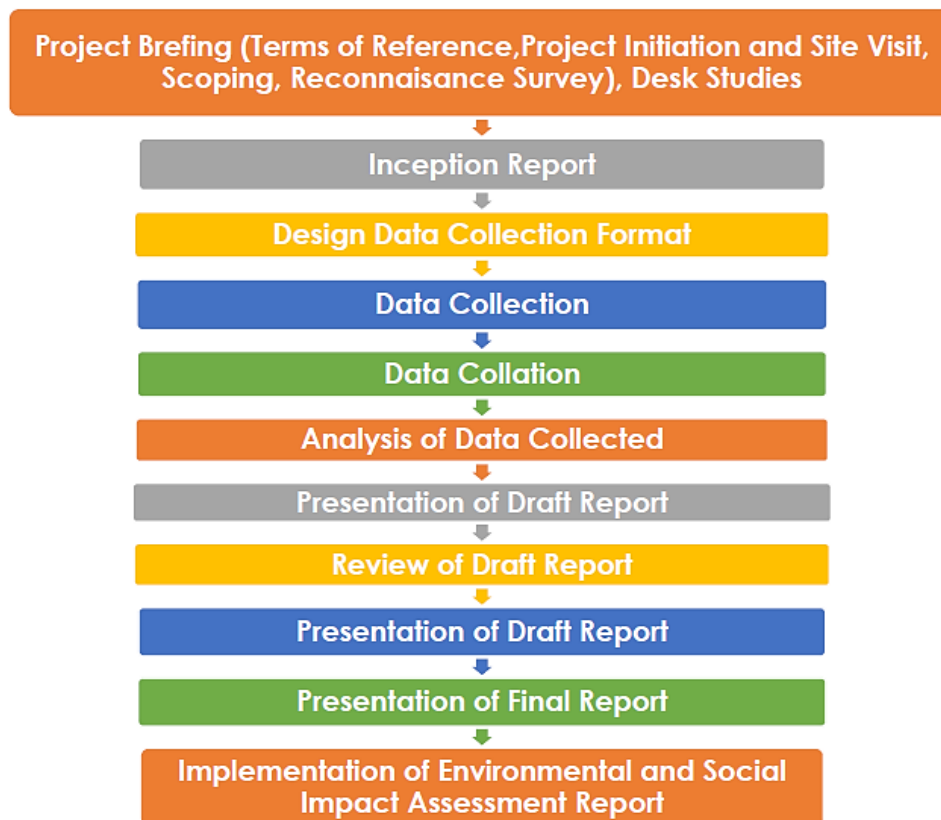 Project Brefing (Terms of Reference,Project Initiation and Site Visit,
Scoping, Reconnaisance Survey), Desk Studies
Inception Report
Design Data Collection Format
Data Collection
Data Collation
Analysis of Data Collected
Presentation of Draft Report
Review of Draft Report
Presentation of Draft Report
Presentation of Final Report
Implementation of Environmental and Social
Impact Assessment Report